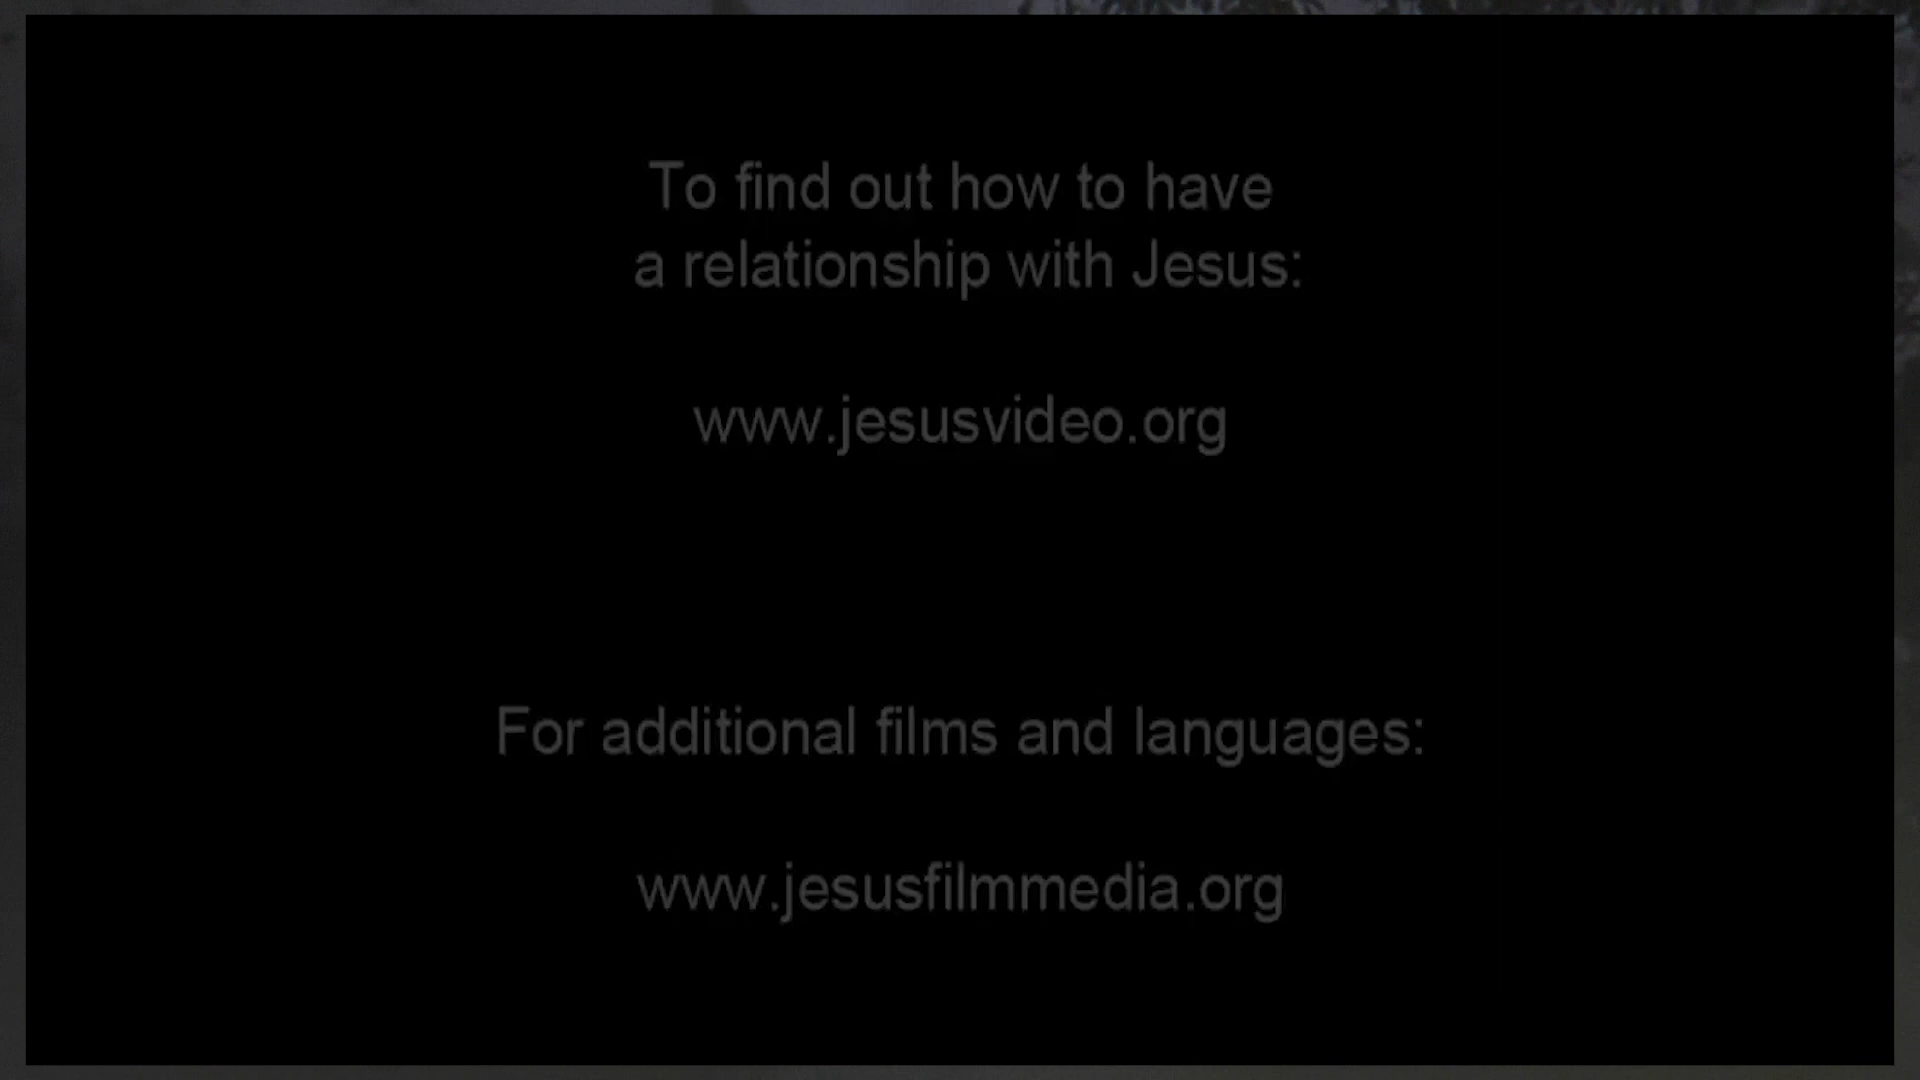 To find out how to have
a relationship with Jesus:
www.jesusvideo.org
For additional films and languages:
www.jesusfilmmedia.org